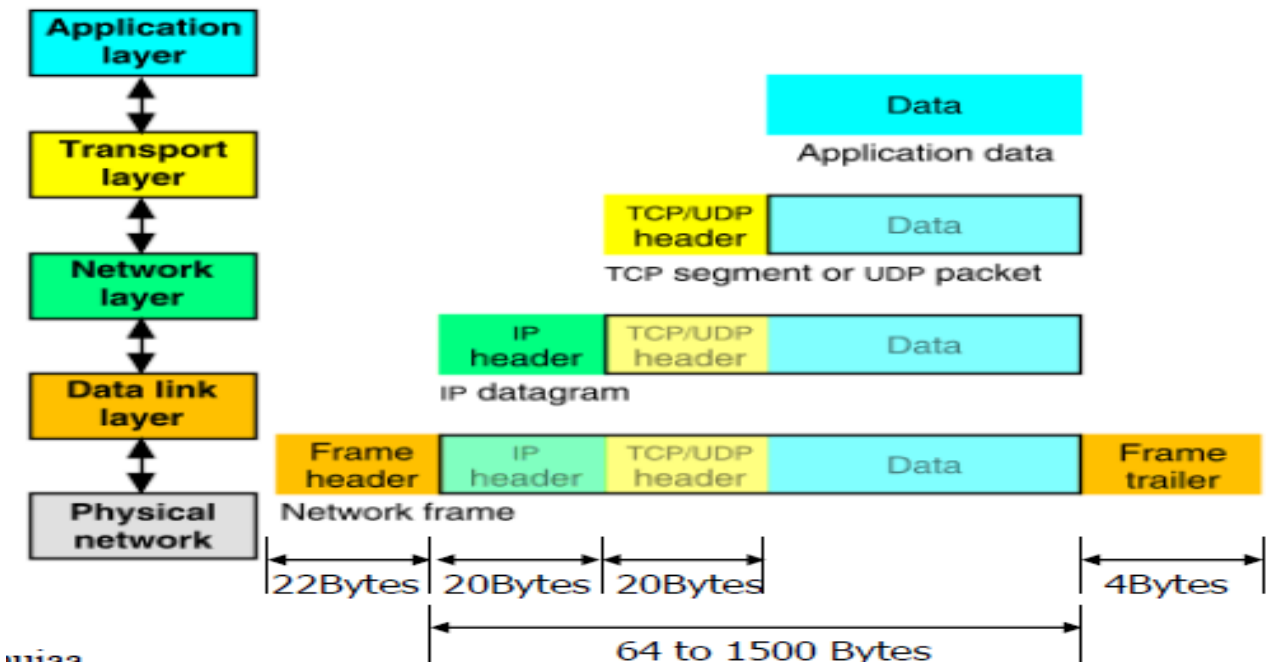 Application
layer
Transport
layer
Network
layer
Data link
layer
Physical
network
Data
Application data
TCP/UDP
header
Data
TCP segment or UDP packet
IP
header
TCP/UDP
header
Data
IP datagram
Frame
header
IP
header
TCP/UDP
header
Data
Frame
trailer
Network frame
22Bytes
20Bytes
20Bytes
4Bytes
64 to 1500 Bytes